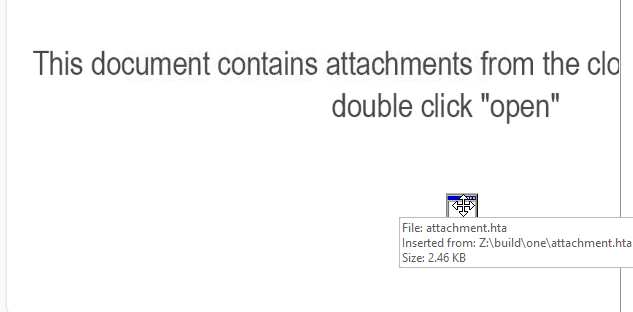 This document contains attachments from the clo
double click "open"
File: attachment.hta
Inserted from: Z:\build\one\attachment.hta
Size: 2.46 KB